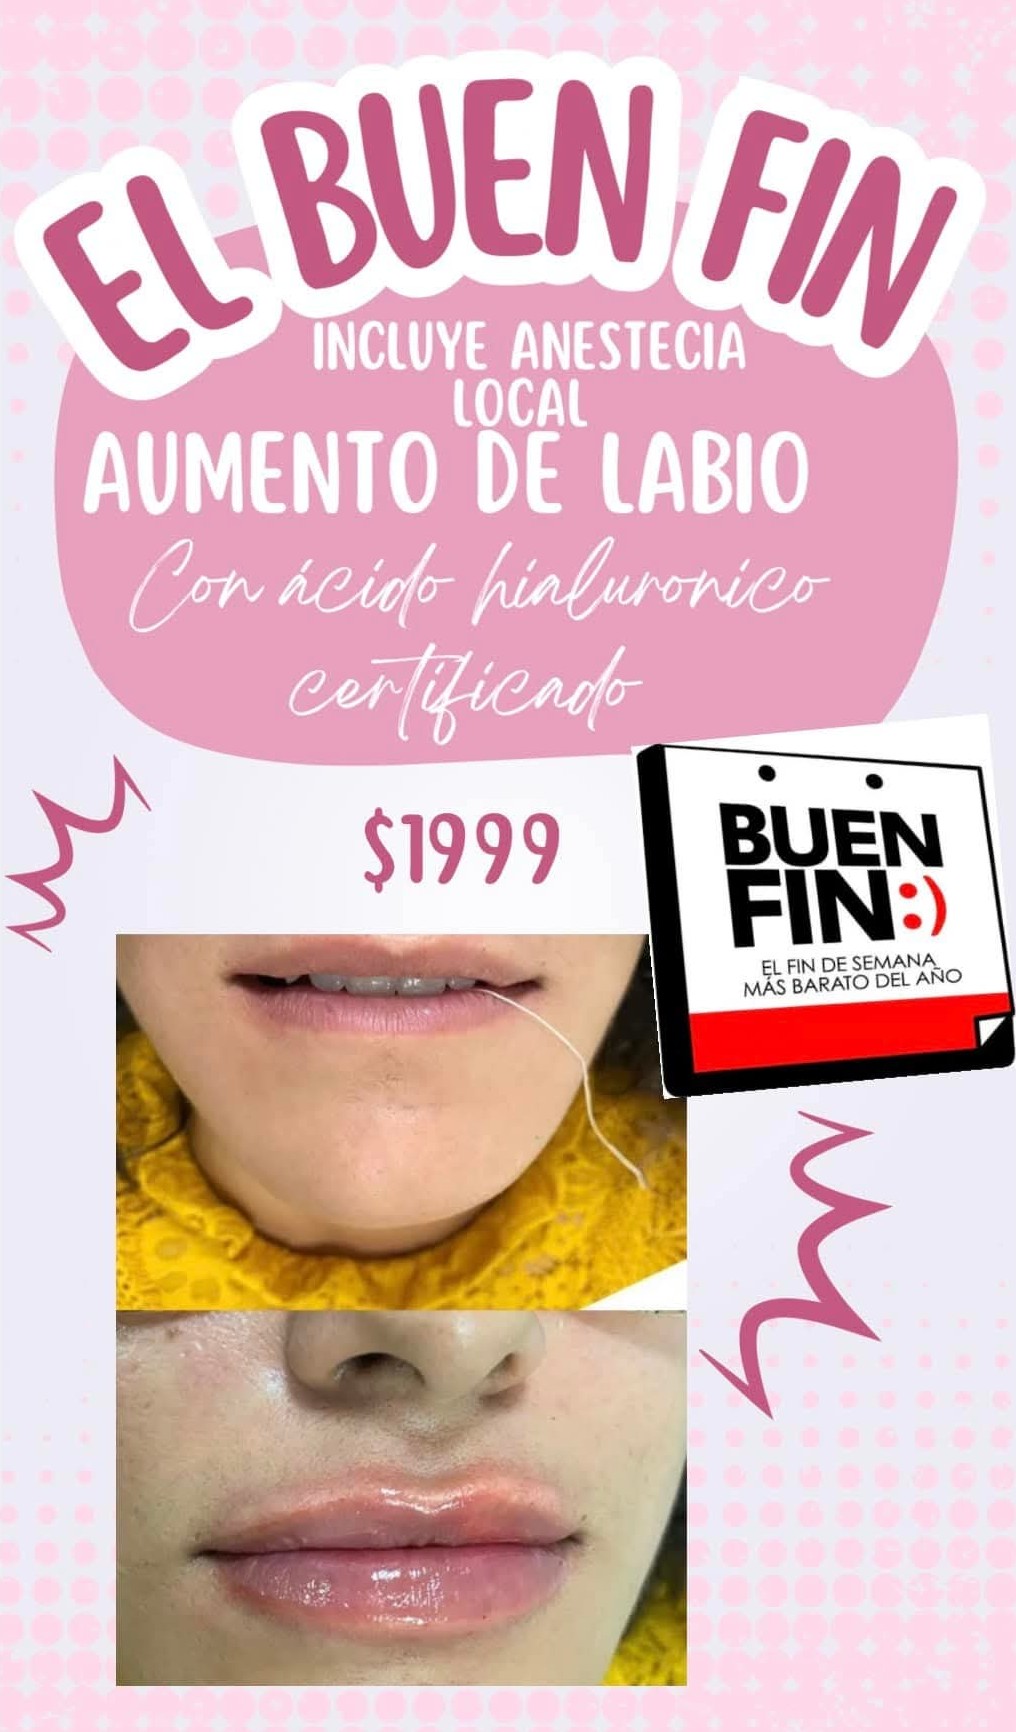 EL BUEN FIN
INCLUYE ANESTECIA
LOCAL
AUMENTO DE LABIO
Con ácido hialuronico
certificado
$1999
BUEN
FIN:)
EL FIN DE SEMANA
MÁS BARATO DEL AÑO